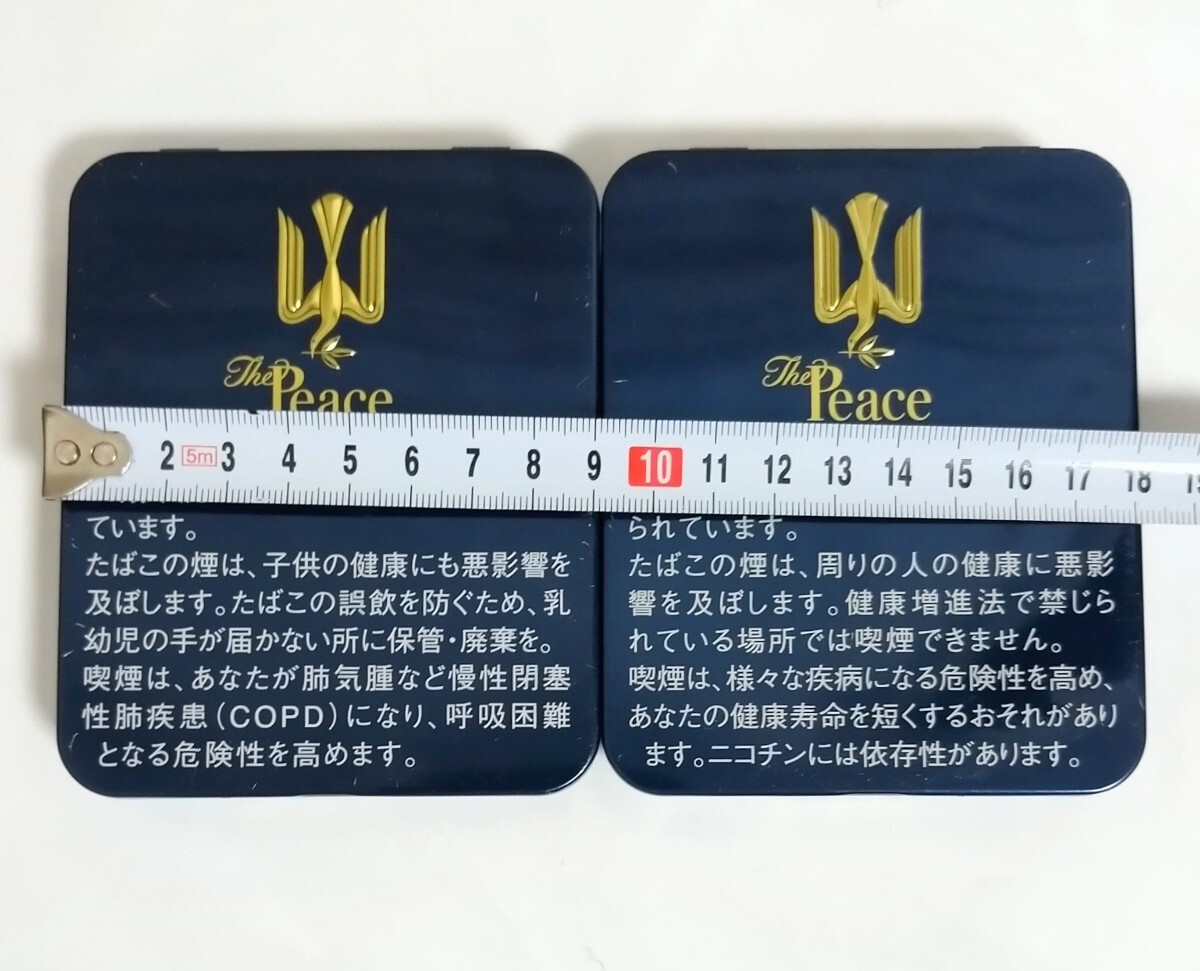 The Peace
The Peace
2 5m 3 4 5 6 7 8 9 10 11 12 13 14 15 16 17 18
ています。
たばこの煙は、子供の健康にも悪影響を
及ぼします。たばこの誤飲を防ぐため、乳
幼児の手が届かない所に保管・廃棄を。
喫煙は、あなたが肺気腫など慢性閉塞
性肺疾患(COPD)になり、呼吸困難
となる危険性を高めます。
られています。
たばこの煙は、周りの人の健康に悪影
響を及ぼします。健康増進法で禁じら
れている場所では喫煙できません。
喫煙は、様々な疾病になる危険性を高め、
あなたの健康寿命を短くするおそれがあり
ます。ニコチンには依存性があります。